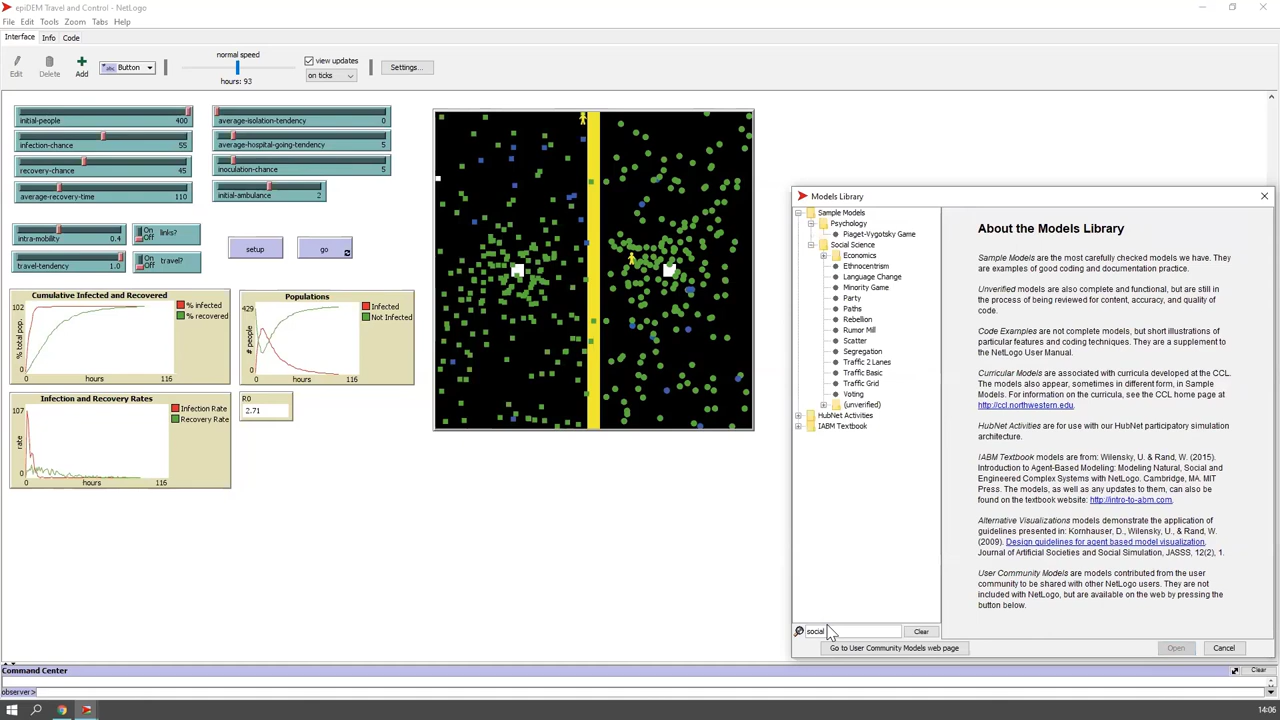 epiDEM Travel and Control - NetLogo
File Edit Tools Zoom Tabs Help
Interface Info Code
Edit Delete Add
abc Button
normal speed
hours: 93
view updates
on ticks
Settings...
initial-people 400
infection-chance 55
recovery-chance 45
average-recovery-time 110
average-isolation-tendency 0
average-hospital-going-tendency 5
inoculation-chance 5
initial-ambulance 2
intra-mobility 0.4
On Off links?
travel-tendency 1.0
On Off travel?
setup
go
Cumulative Infected and Recovered
102
% total pop.
0
0 hours 116
% infected
% recovered
Populations
429
# people
0
0 hours 116
Infected
Not Infected
Infection and Recovery Rates
107
rate
0
0 hours 116
Infection Rate
Recovery Rate
R0
2.71
Models Library
Sample Models
Psychology
Piaget-Vygotsky Game
Social Science
Economics
Ethnocentrism
Language Change
Minority Game
Party
Paths
Rebellion
Rumor Mill
Scatter
Segregation
Traffic 2 Lanes
Traffic Basic
Traffic Grid
Voting
(unverified)
HubNet Activities
IABM Textbook
About the Models Library
Sample Models are the most carefully checked models we have. They
are examples of good coding and documentation practice.
Unverified models are also complete and functional, but are still in
the process of being reviewed for content, accuracy, and quality of
code.
Code Examples are not complete models, but short illustrations of
particular features and coding techniques. They are a supplement to
the NetLogo User Manual.
Curricular Models are associated with curricula developed at the CCL.
The models also appear, sometimes in different form, in Sample
Models. For information on the curricula, see the CCL home page at
http://ccl.northwestern.edu.
HubNet Activities are for use with our HubNet participatory simulation
architecture.
IABM Textbook models are from: Wilensky, U. & Rand, W. (2015).
Introduction to Agent-Based Modeling: Modeling Natural, Social and
Engineered Complex Systems with NetLogo. Cambridge, MA. MIT
Press. The models, as well as any updates to them, can also be
found on the textbook website: http://intro-to-abm.com.
Alternative Visualizations models demonstrate the application of
guidelines presented in: Kornhauser, D., Wilensky, U., & Rand, W.
(2009). Design guidelines for agent based model visualization.
Journal of Artificial Societies and Social Simulation, JASSS, 12(2), 1.
User Community Models are models contributed from the user
community to be shared with other NetLogo users. They are not
included with NetLogo, but are available on the web by pressing the
button below.
social
Clear
Go to User Community Models web page
Open
Cancel
Command Center
Clear
observer>
14:06